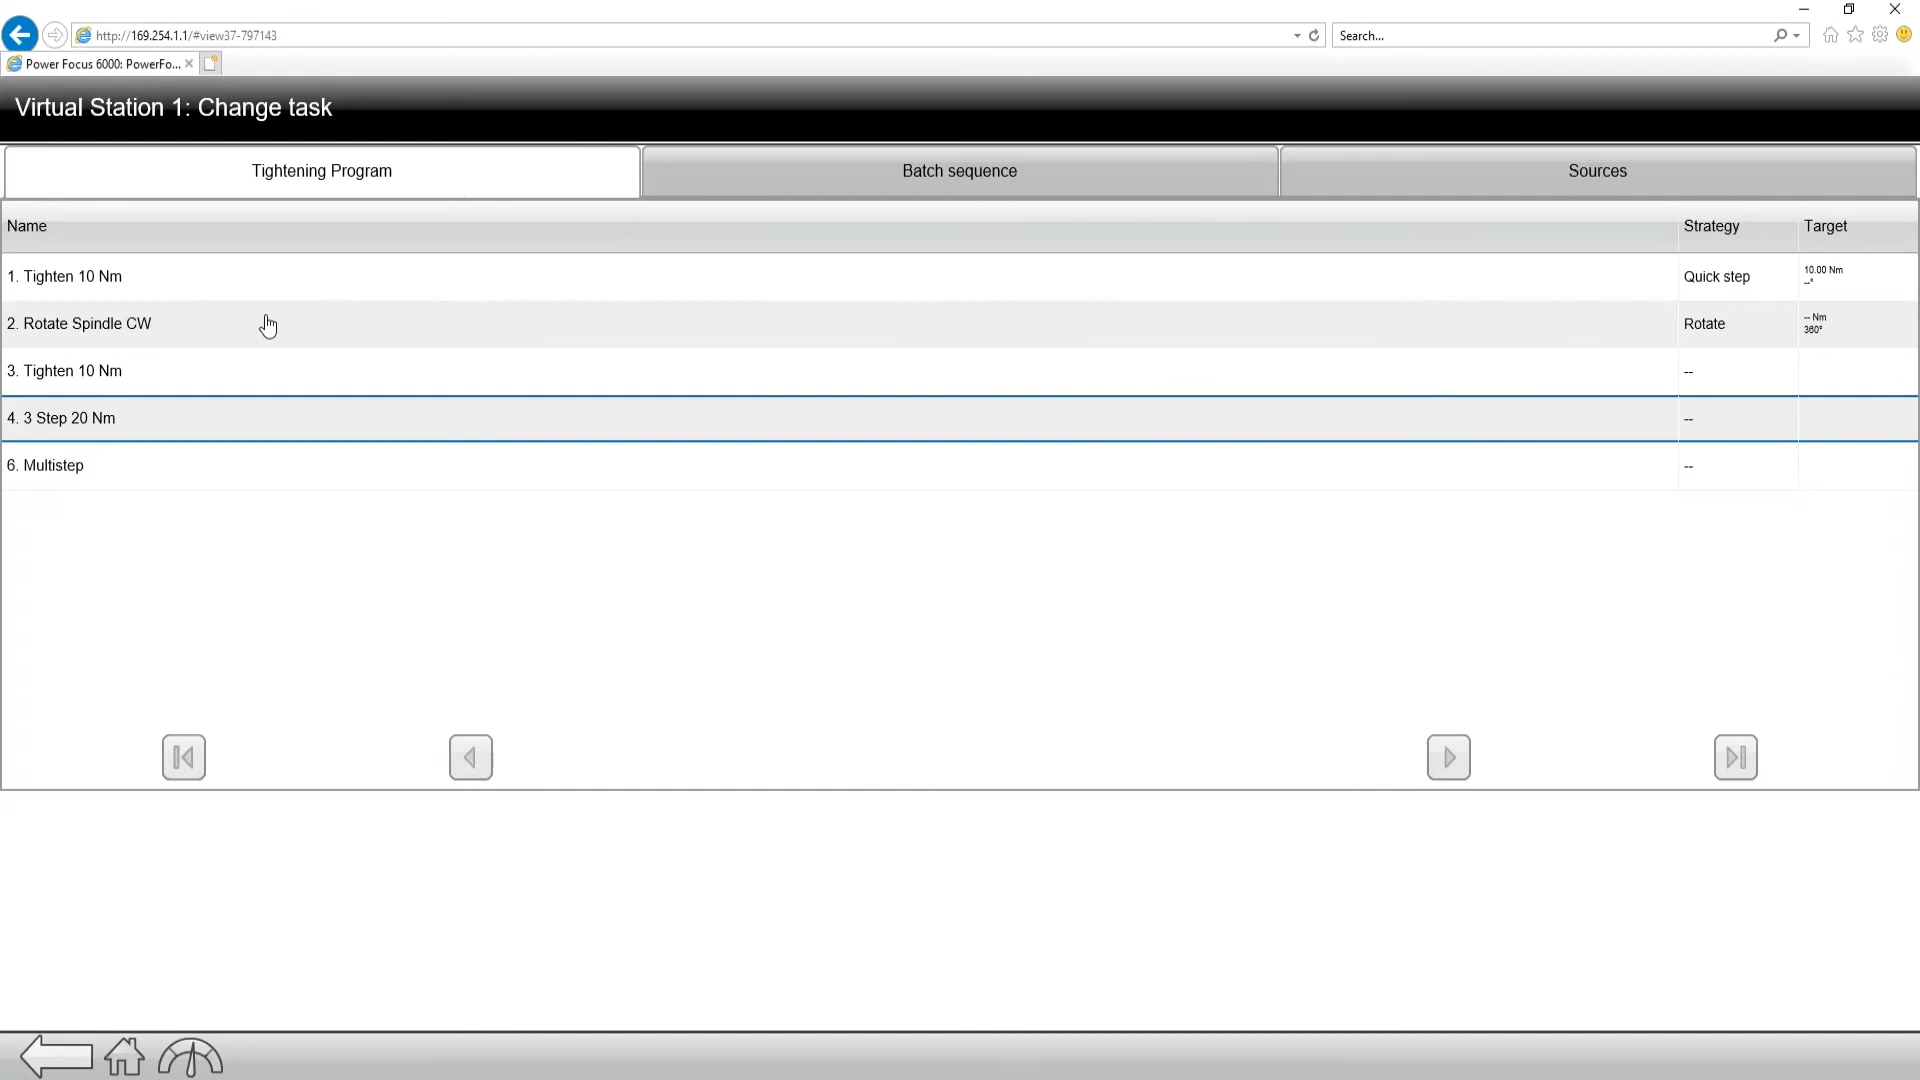 http://169.254.1.1/#view37-797143
Search...
Power Focus 6000: PowerFo...
Virtual Station 1: Change task
Tightening Program
Batch sequence
Sources
Name
Strategy
Target
1. Tighten 10 Nm
Quick step
10.00 Nm
--°
2. Rotate Spindle CW
Rotate
-- Nm
360°
3. Tighten 10 Nm
--
4. 3 Step 20 Nm
--
6. Multistep
--